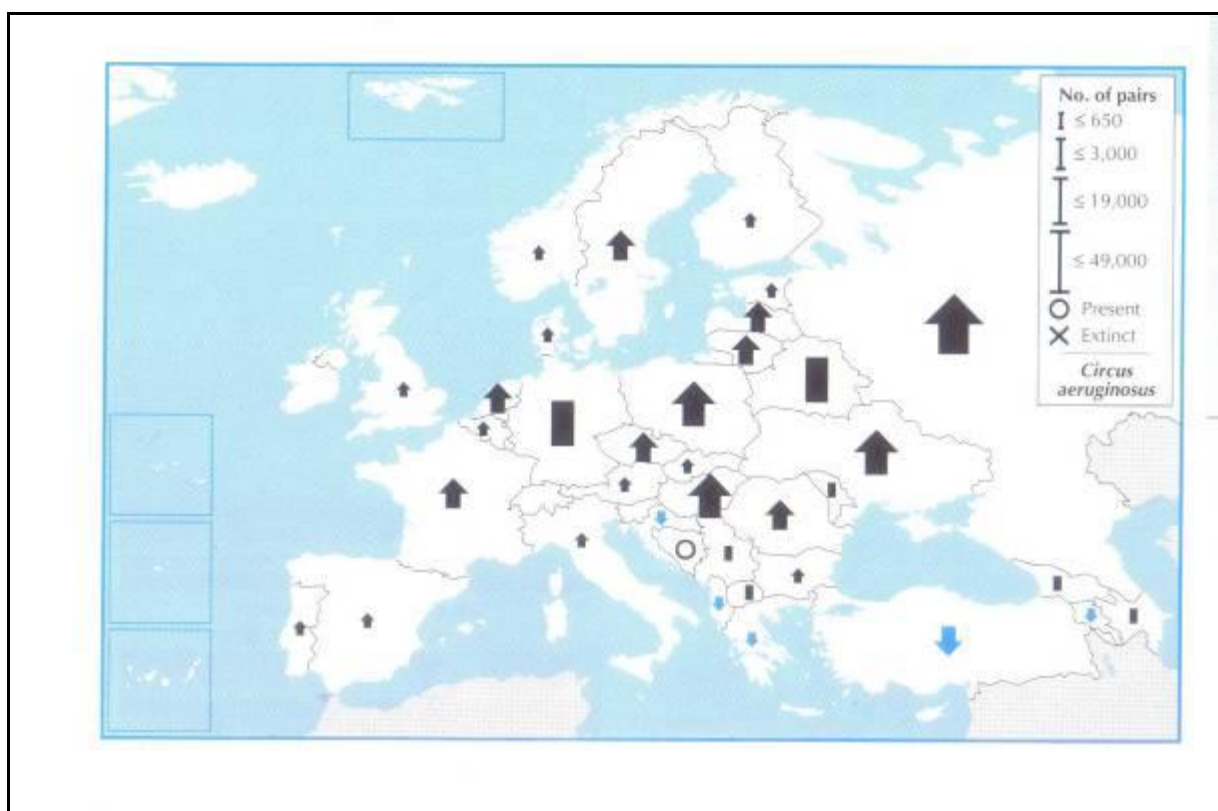 No. of pairs
≤ 650
≤ 3,000
≤ 19,000
≤ 49,000
Present
Extinct
Circus
aeruginosus